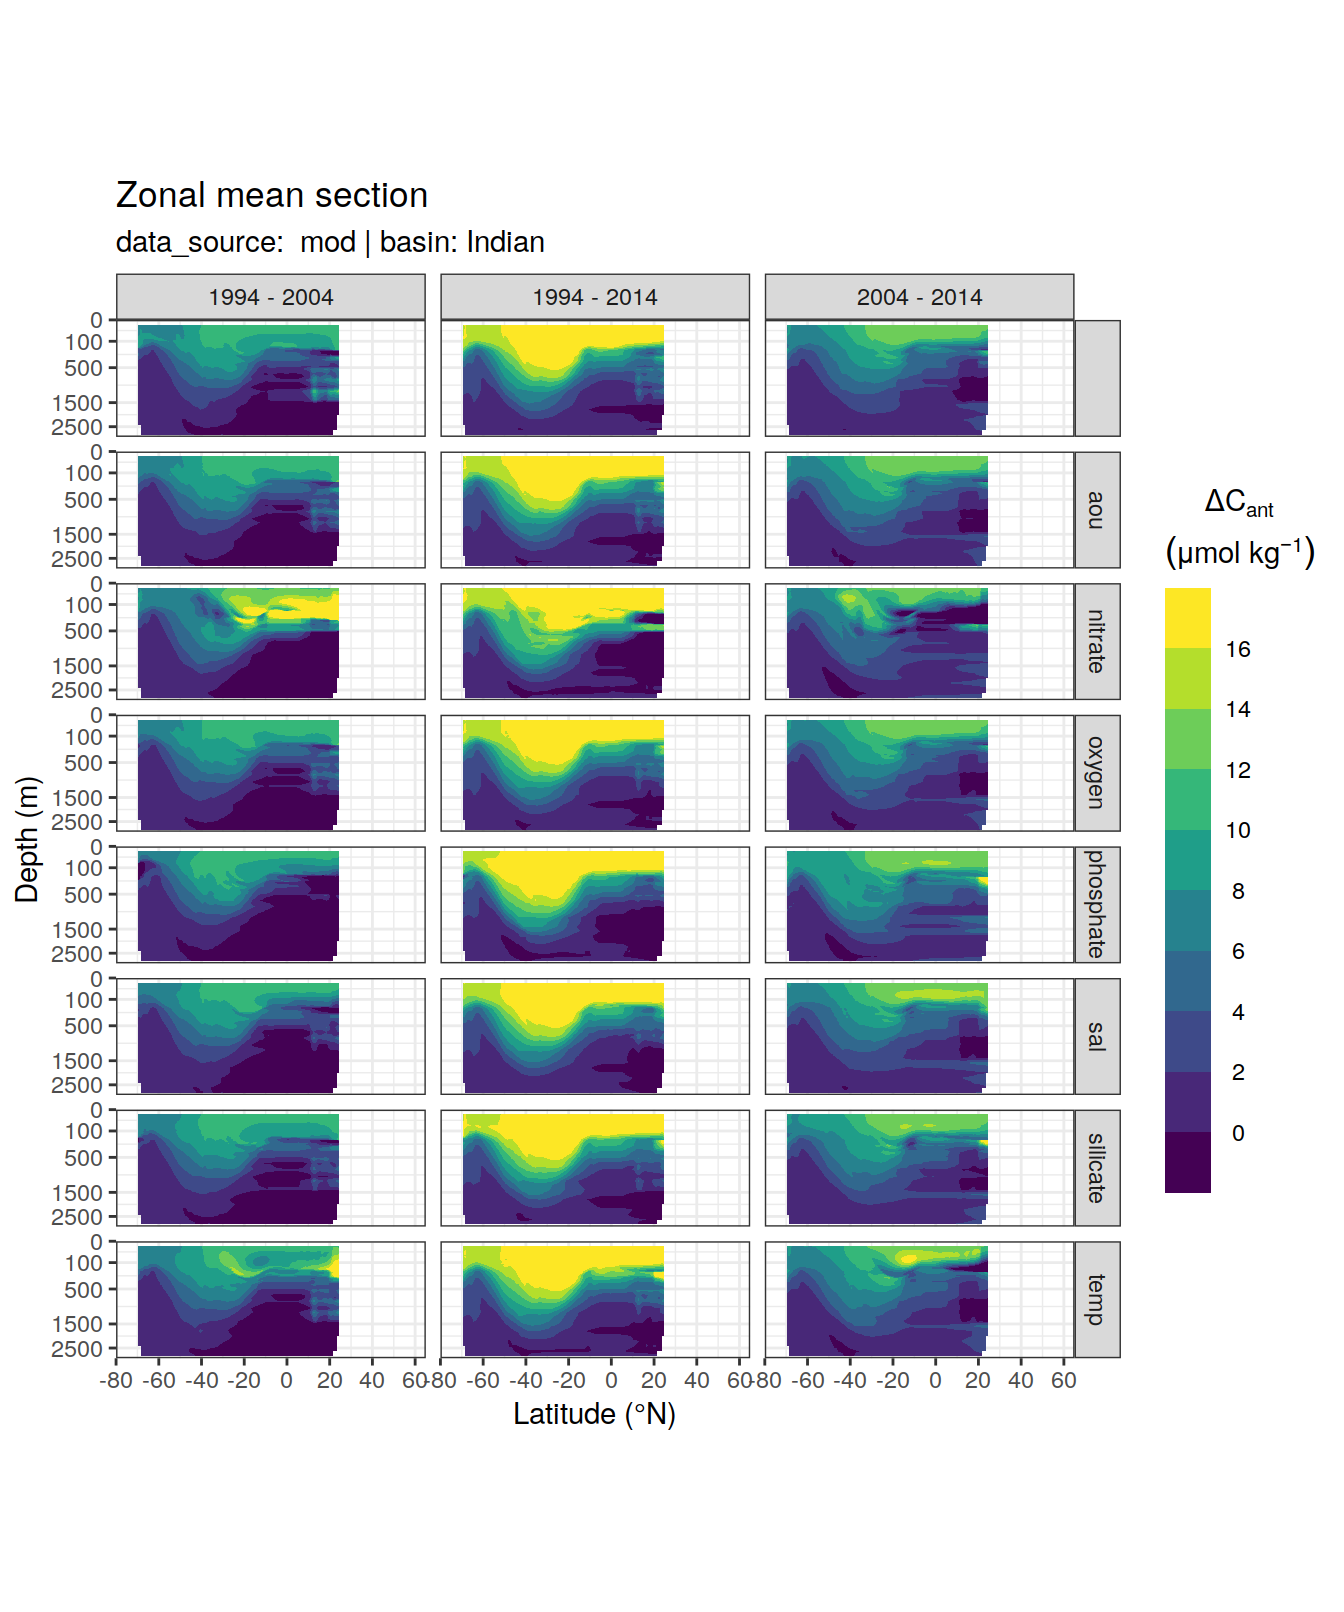 Zonal mean section
data_source:  mod | basin: Indian
1994 - 2004
1994 - 2014
2004 - 2014
0
100
500
1500
2500
0
100
500
1500
2500
aou
0
100
500
1500
2500
nitrate
0
100
500
1500
2500
oxygen
0
100
500
1500
2500
phosphate
0
100
500
1500
2500
sal
0
100
500
1500
2500
silicate
0
100
500
1500
2500
temp
Depth (m)
-80 -60 -40 -20 0 20 40 60
-80 -60 -40 -20 0 20 40 60
-80 -60 -40 -20 0 20 40 60
Latitude (°N)
ΔCant
(μmol kg−1)
16
14
12
10
8
6
4
2
0